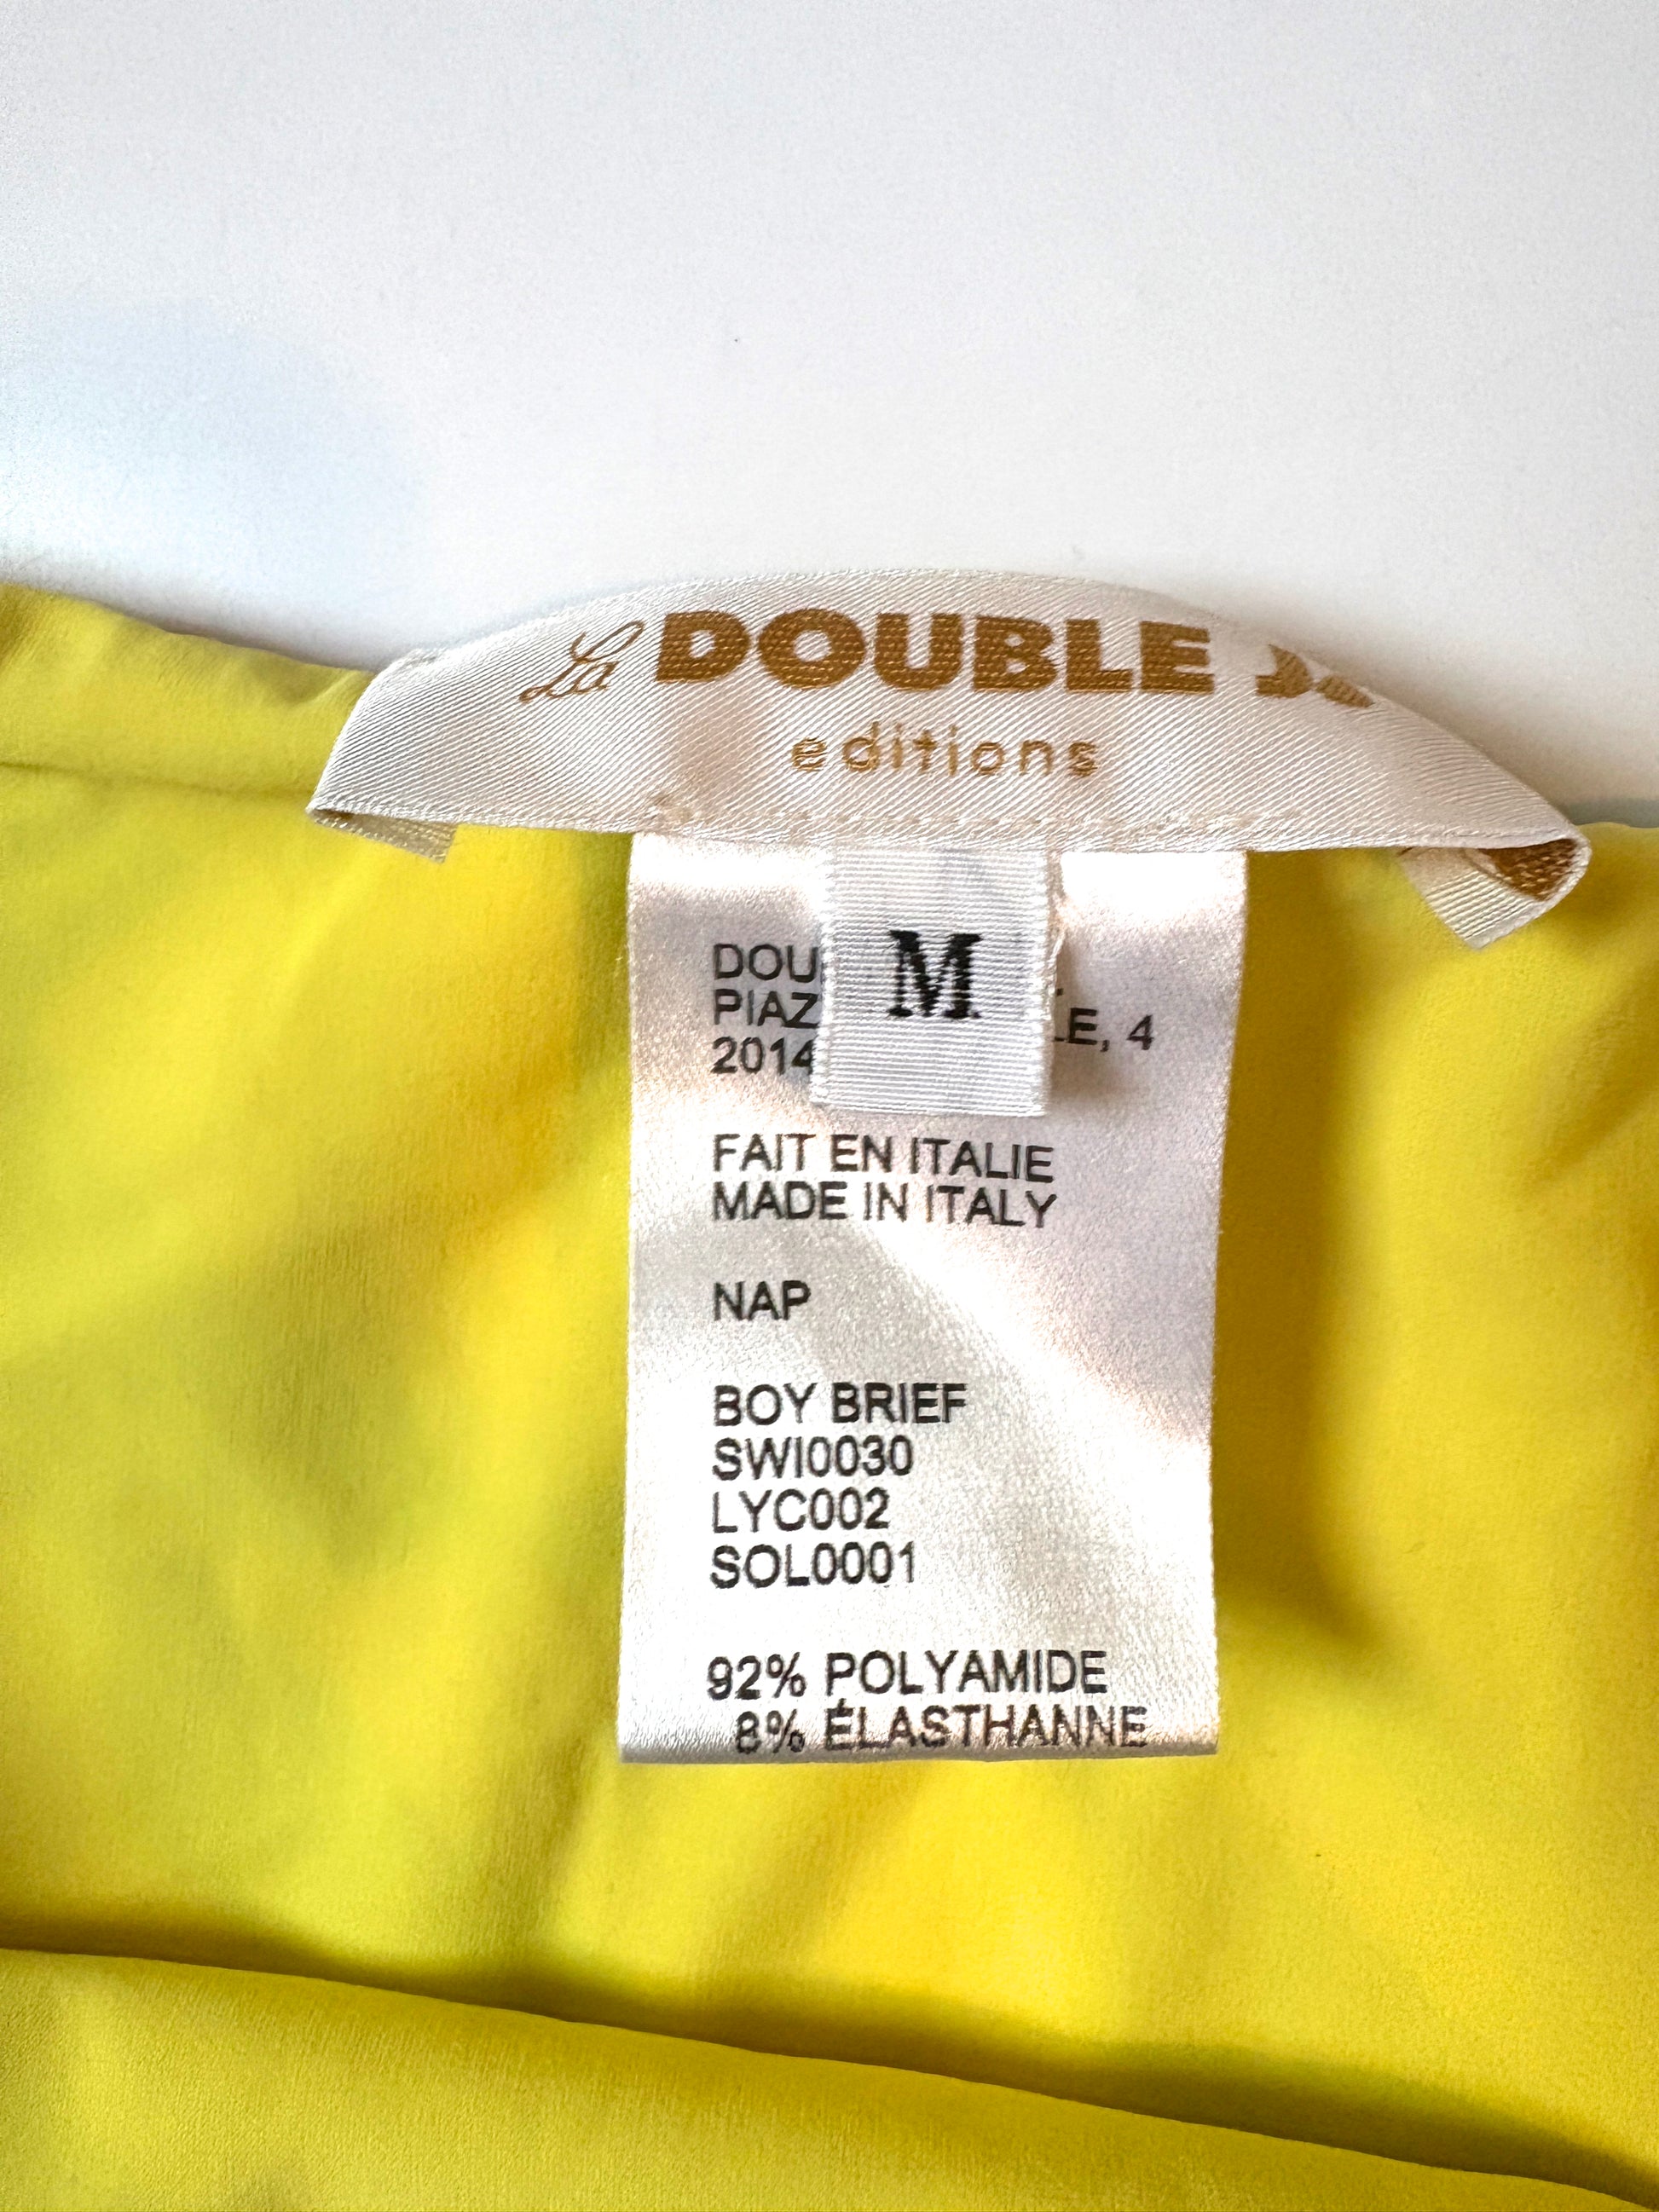 La DOUBLE J.
editions
M
DOU
PIAZ E, 4
2014
FAIT EN ITALIE
MADE IN ITALY
NAP
BOY BRIEF
SWI0030
LYC002
SOL0001
92% POLYAMIDE
8% ÉLASTHANNE